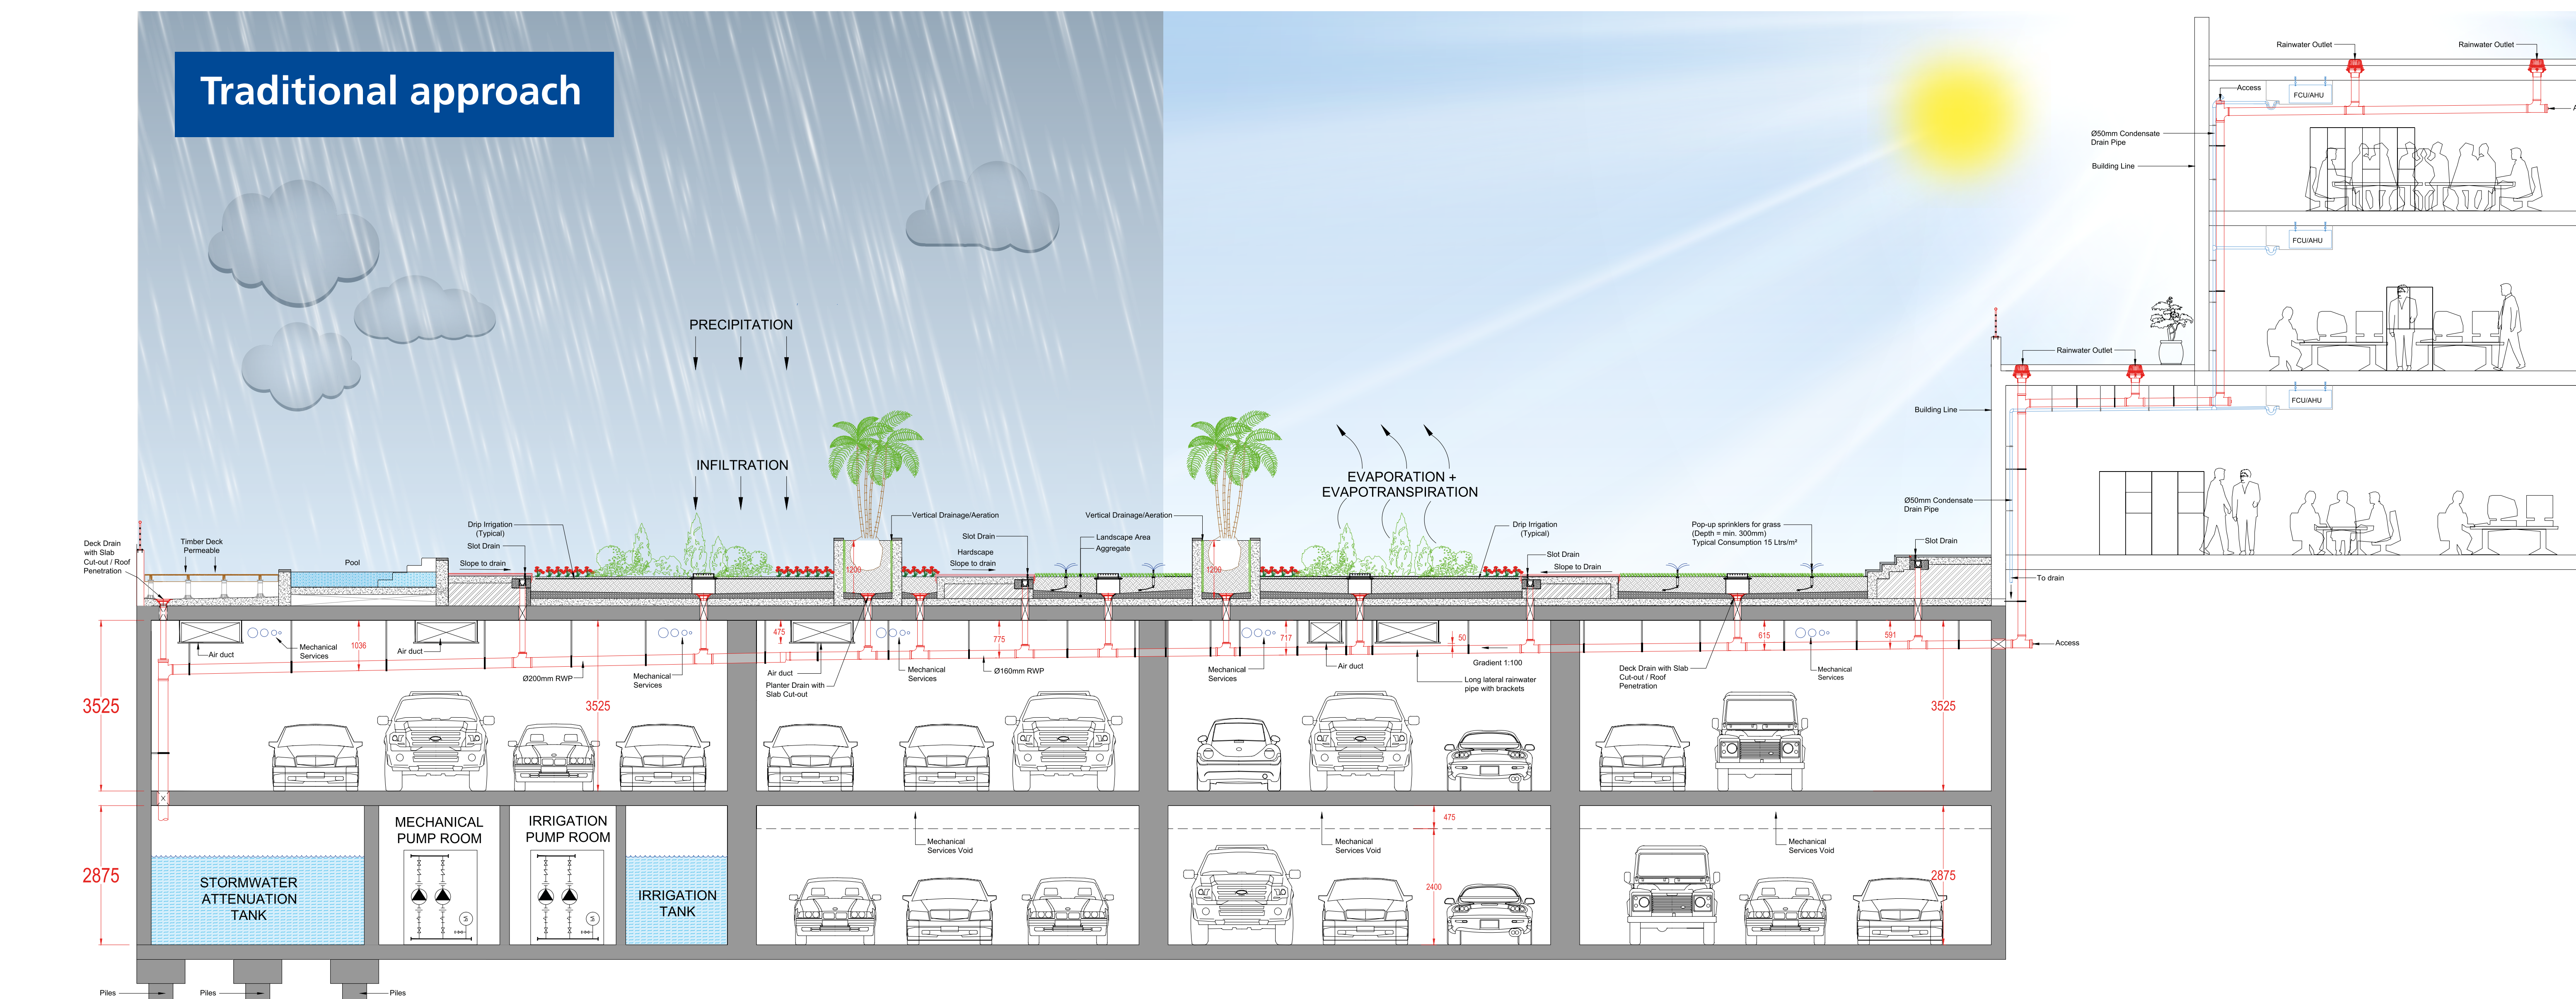 Traditional approach
Rainwater Outlet
Rainwater Outlet
Access
FCU/AHU
A
Ø50mm Condensate
Drain Pipe
Building Line
FCU/AHU
PRECIPITATION
Rainwater Outlet
FCU/AHU
Building Line
INFILTRATION
EVAPORATION +
EVAPOTRANSPIRATION
Ø50mm Condensate
Drain Pipe
Deck Drain
with Slab
Cut-out / Roof
Penetration
Timber Deck
Permeable
Pool
Drip Irrigation
(Typical)
Slot Drain
Slope to drain
Vertical Drainage/Aeration
1200
Slot Drain
Hardscape
Slope to drain
Landscape Area
Aggregate
Vertical Drainage/Aeration
1200
Drip Irrigation
(Typical)
Slot Drain
Slope to Drain
Pop-up sprinklers for grass
(Depth = min. 300mm)
Typical Consumption 15 Ltrs/m²
Slot Drain
To drain
Air duct
Mechanical
Services
1036
Air duct
Ø200mm RWP
3525
3525
Mechanical
Services
475
Air duct
Planter Drain with
Slab Cut-out
Mechanical
Services
775
Ø160mm RWP
Mechanical
Services
717
Air duct
50
Gradient 1:100
Long lateral rainwater
pipe with brackets
Deck Drain with Slab
Cut-out / Roof
Penetration
615
Mechanical
Services
591
3525
Access
2875
STORMWATER
ATTENUATION
TANK
MECHANICAL
PUMP ROOM
IRRIGATION
PUMP ROOM
IRRIGATION
TANK
Mechanical
Services Void
Mechanical
Services Void
475
2400
Mechanical
Services Void
2875
Piles
Piles
Piles